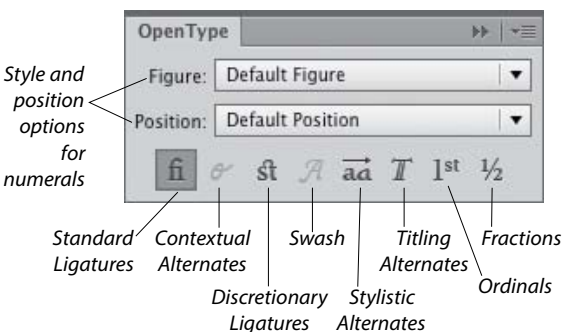 OpenType
Style and
position
options
for
numerals
Figure: Default Figure
Position: Default Position
fi st A aa T 1st ½
Standard
Ligatures
Contextual
Alternates
Discretionary
Ligatures
Swash
Stylistic
Alternates
Titling
Alternates
Ordinals
Fractions